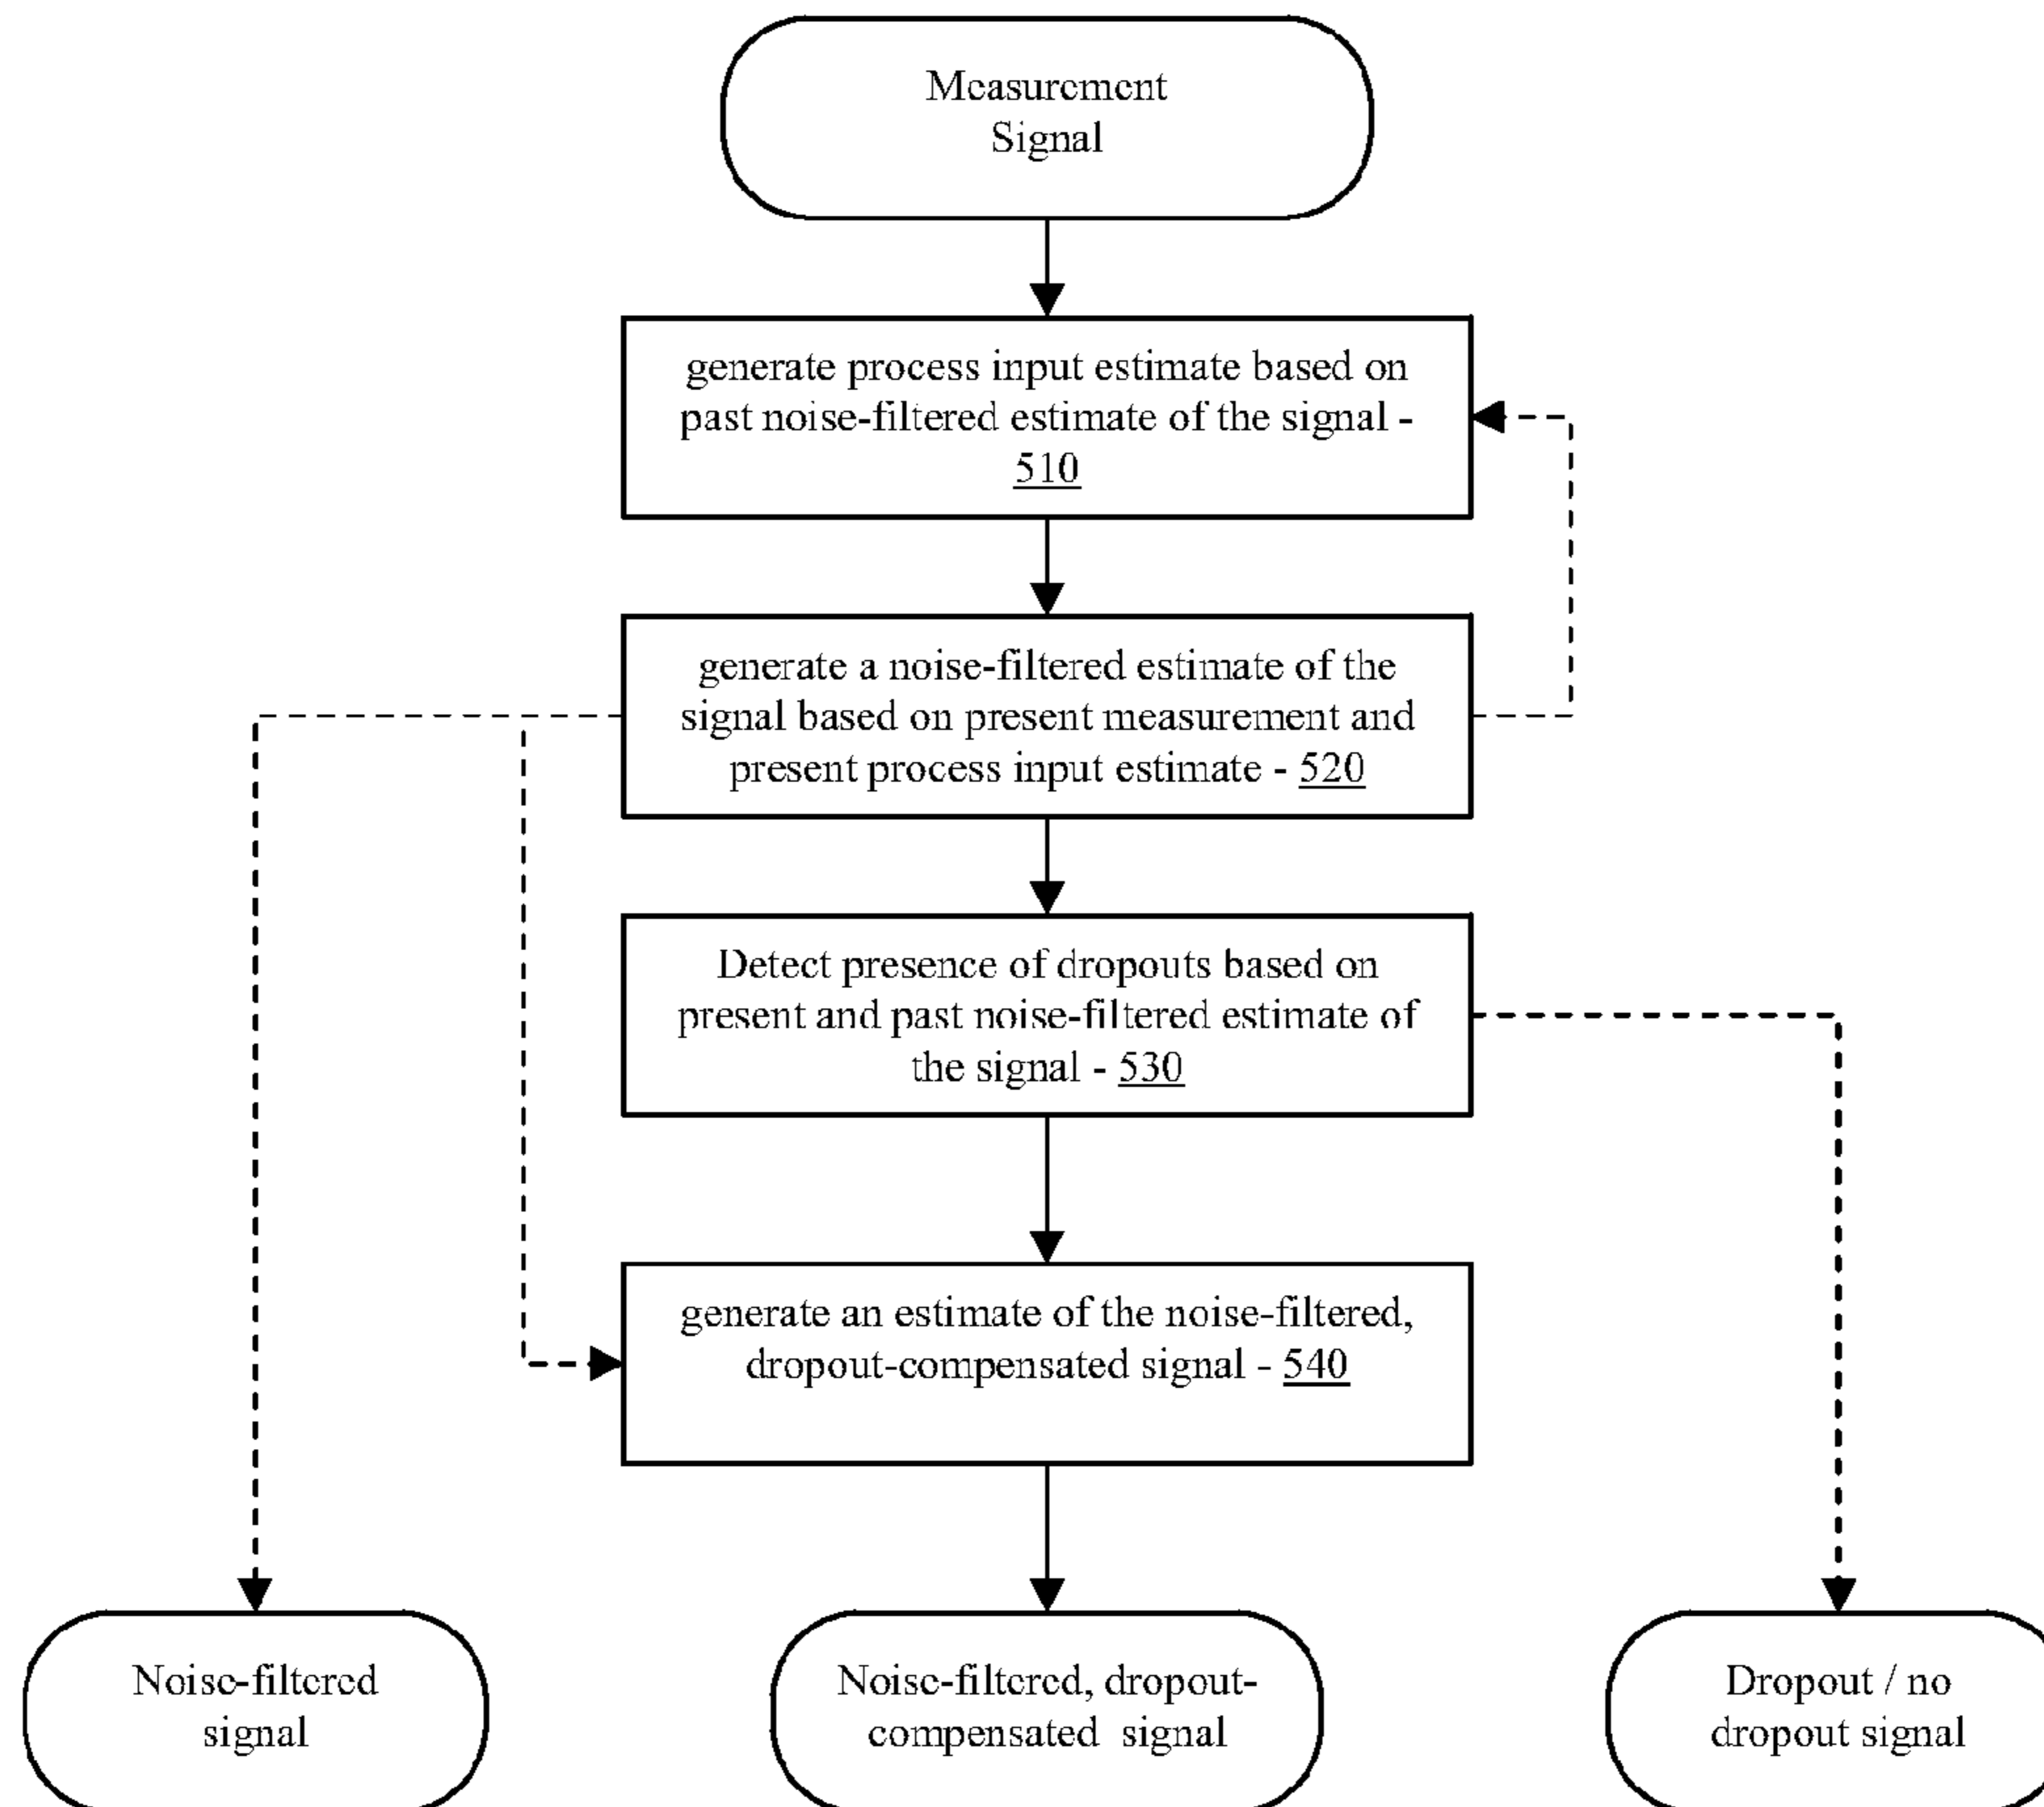 Measurement
Signal
generate process input estimate based on
past noise-filtered estimate of the signal -
510
generate a noise-filtered estimate of the
signal based on present measurement and
present process input estimate - 520
Detect presence of dropouts based on
present and past noise-filtered estimate of
the signal - 530
generate an estimate of the noise-filtered,
dropout-compensated signal - 540
Noise-filtered
signal
Noise-filtered, dropout-
compensated signal
Dropout / no
dropout signal